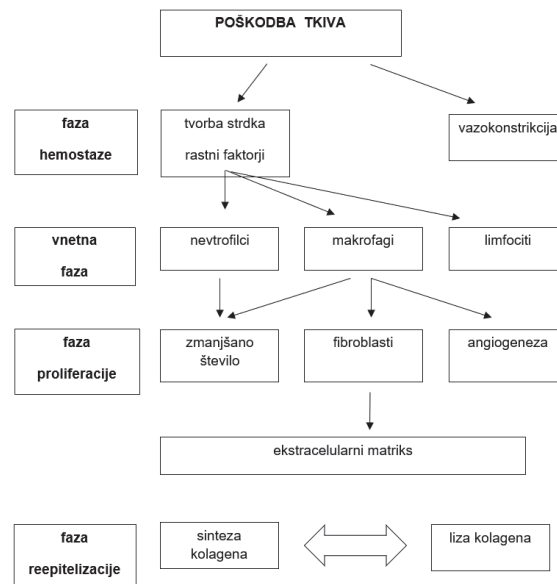 POŠKODBA TKIVA
faza
hemostaze
tvorba strdka
rastni faktorji
vazokonstrikcija
vnetna
faza
nevtrofilci
makrofagi
limfociti
faza
proliferacije
zmanjšano
število
fibroblasti
angiogeneza
ekstracelularni matriks
faza
reepitelizacije
sinteza
kolagena
liza kolagena